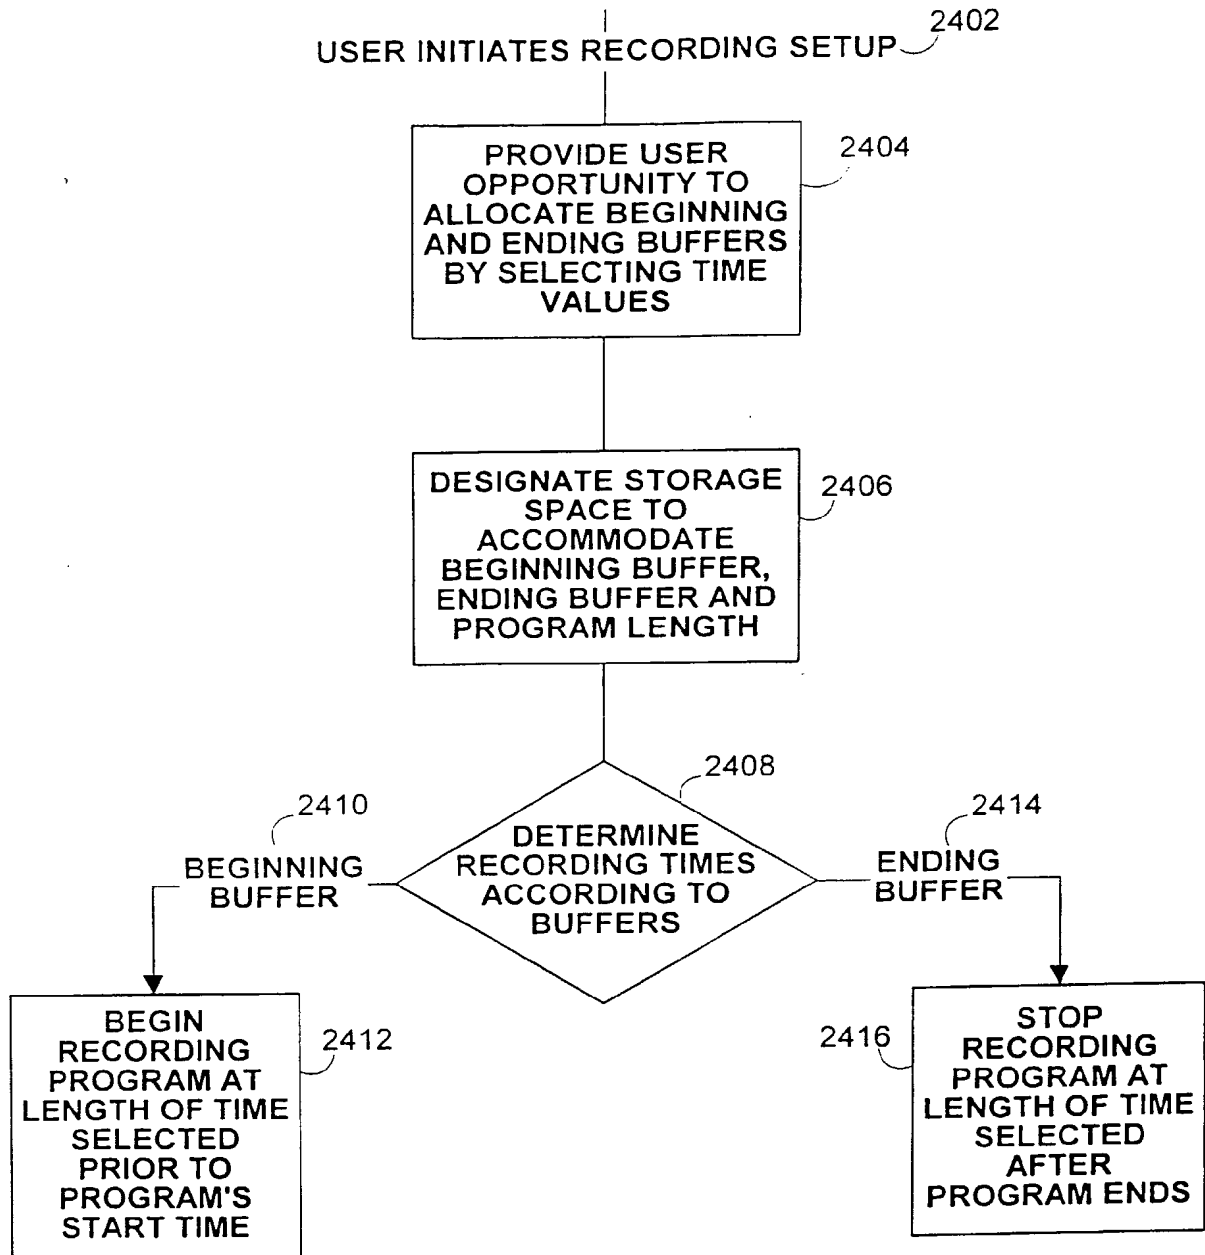 2402
USER INITIATES RECORDING SETUP
2404
PROVIDE USER
OPPORTUNITY TO
ALLOCATE BEGINNING
AND ENDING BUFFERS
BY SELECTING TIME
VALUES
2406
DESIGNATE STORAGE
SPACE TO
ACCOMMODATE
BEGINNING BUFFER,
ENDING BUFFER AND
PROGRAM LENGTH
2408
DETERMINE
RECORDING TIMES
ACCORDING TO
BUFFERS
2410
BEGINNING
BUFFER
2414
ENDING
BUFFER
2412
BEGIN
RECORDING
PROGRAM AT
LENGTH OF TIME
SELECTED
PRIOR TO
PROGRAM'S
START TIME
2416
STOP
RECORDING
PROGRAM AT
LENGTH OF TIME
SELECTED
AFTER
PROGRAM ENDS